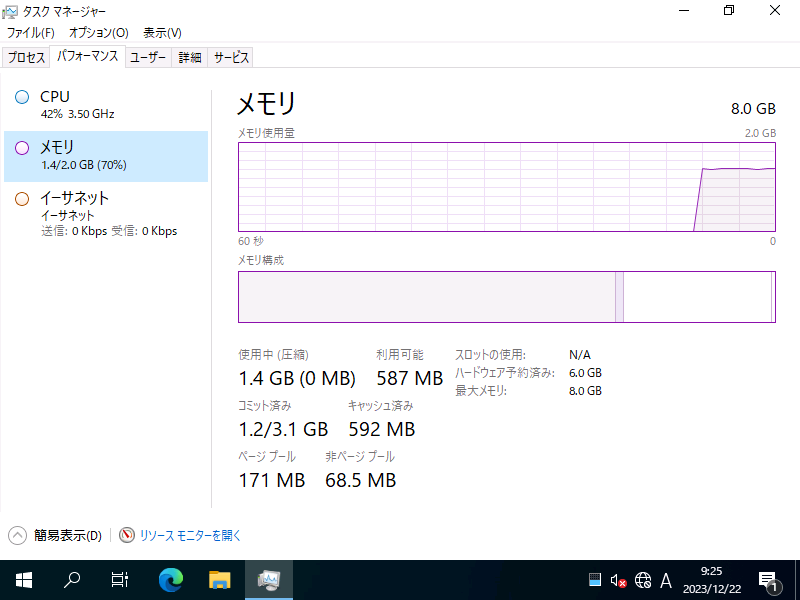 タスク マネージャー
ファイル(F) オプション(O) 表示(V)
プロセス パフォーマンス ユーザー 詳細 サービス
CPU
42% 3.50 GHz
メモリ
1.4/2.0 GB (70%)
イーサネット
イーサネット
送信: 0 Kbps 受信: 0 Kbps
メモリ 8.0 GB
メモリ使用量 2.0 GB
60 秒 0
メモリ構成
使用中 (圧縮) 利用可能
1.4 GB (0 MB) 587 MB
コミット済み キャッシュ済み
1.2/3.1 GB 592 MB
ページ プール 非ページ プール
171 MB 68.5 MB
スロットの使用: N/A
ハードウェア予約済み: 6.0 GB
最大メモリ: 8.0 GB
簡易表示(D) リソース モニターを開く
A
9:25
2023/12/22
1